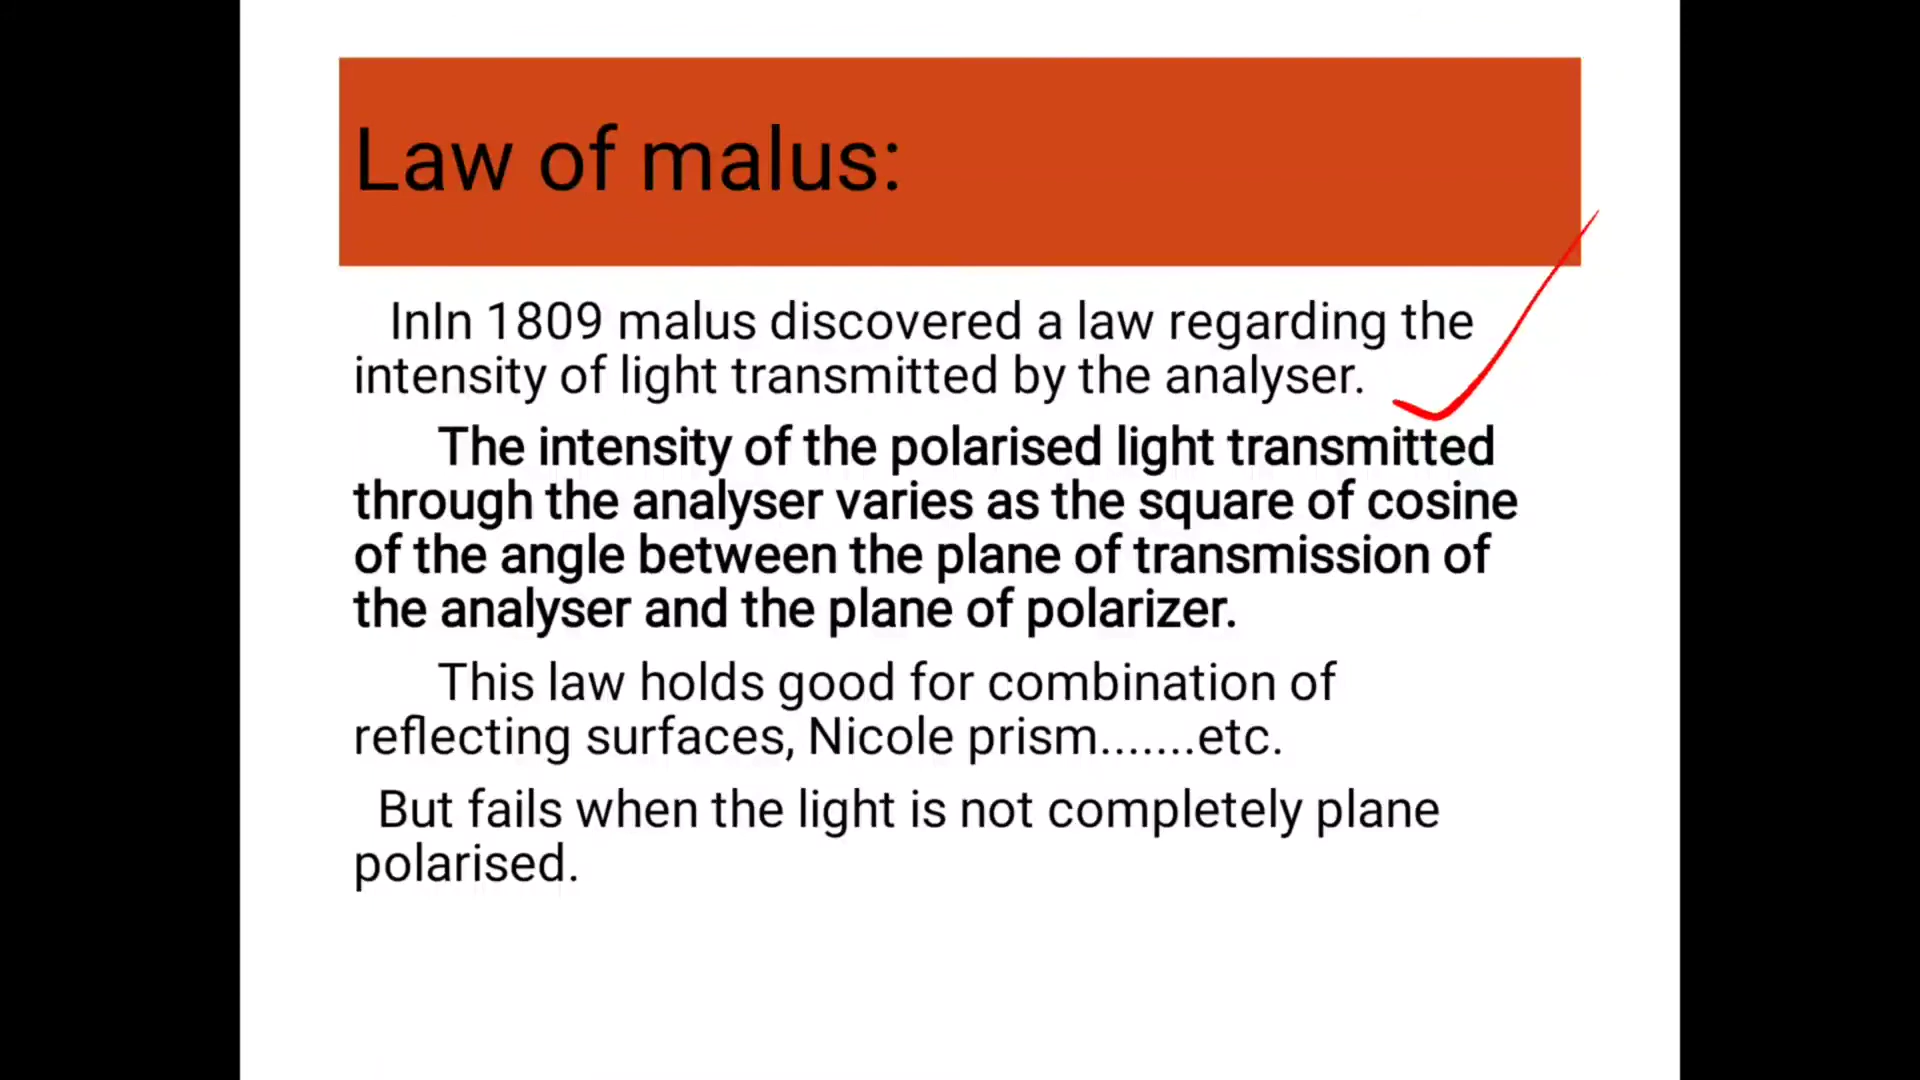 Law of malus:
InIn 1809 malus discovered a law regarding the
intensity of light transmitted by the analyser.
The intensity of the polarised light transmitted
through the analyser varies as the square of cosine
of the angle between the plane of transmission of
the analyser and the plane of polarizer.
This law holds good for combination of
reflecting surfaces, Nicole prism.......etc.
But fails when the light is not completely plane
polarised.